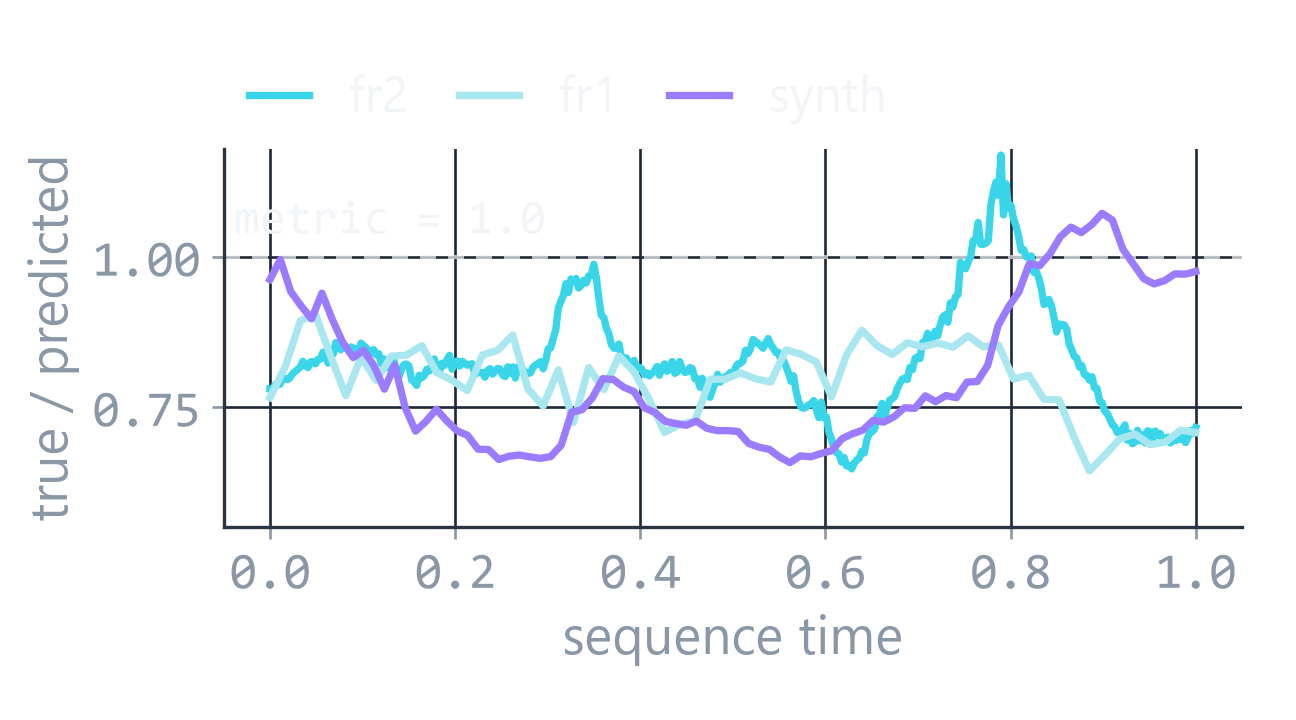 fr2 fr1 synth
metric = 1.0
true / predicted
1.00
0.75
0.0 0.2 0.4 0.6 0.8 1.0
sequence time